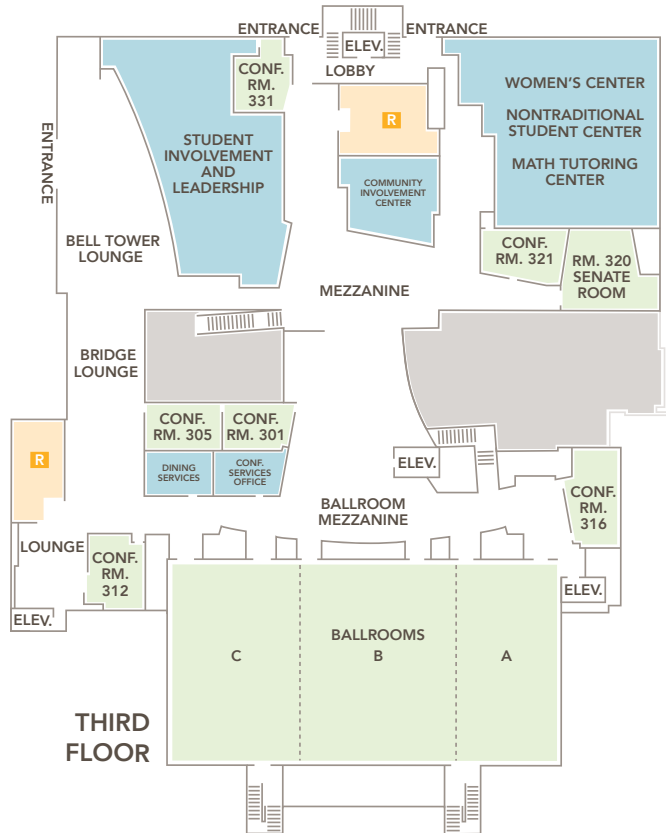 ENTRANCE
ENTRANCE
ELEV.
LOBBY
CONF.
RM.
331
R
WOMEN'S CENTER
NONTRADITIONAL
STUDENT CENTER
MATH TUTORING
CENTER
ENTRANCE
STUDENT
INVOLVEMENT
AND
LEADERSHIP
COMMUNITY
INVOLVEMENT
CENTER
BELL TOWER
LOUNGE
CONF.
RM. 321
RM. 320
SENATE
ROOM
MEZZANINE
BRIDGE
LOUNGE
CONF.
RM. 305
CONF.
RM. 301
R
DINING
SERVICES
CONF.
SERVICES
OFFICE
ELEV.
BALLROOM
MEZZANINE
CONF.
RM.
316
LOUNGE
CONF.
RM.
312
ELEV.
ELEV.
BALLROOMS
C
B
A
THIRD
FLOOR